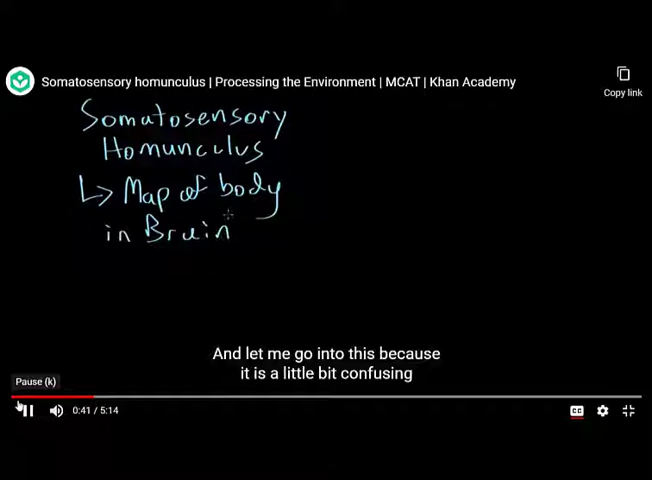 Somatosensory homunculus | Processing the Environment | MCAT | Khan Academy
Copy link
Somatosensory
Homunculus
↳ Map of body
in Brain
And let me go into this because
it is a little bit confusing
Pause (k)
0:41 / 5:14
CC